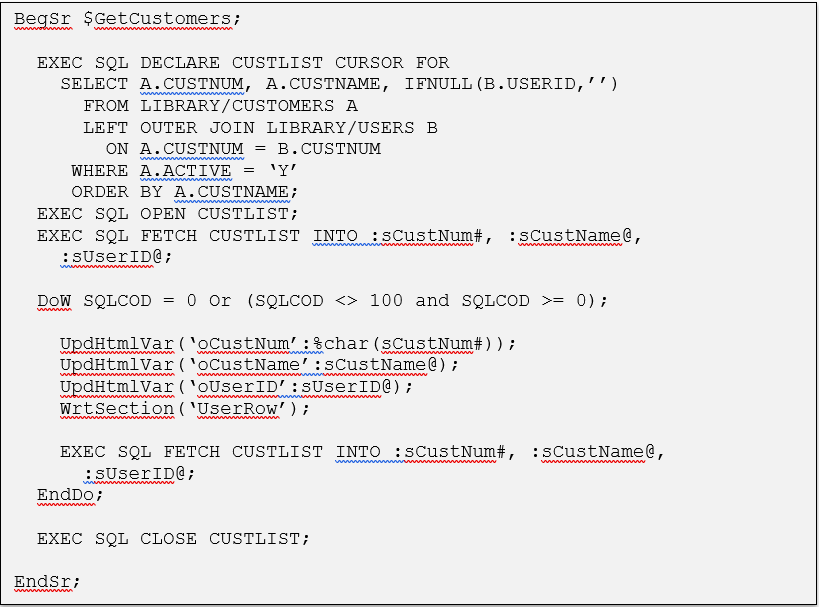 BegSr $GetCustomers;
EXEC SQL DECLARE CUSTLIST CURSOR FOR
SELECT A.CUSTNUM, A.CUSTNAME, IFNULL(B.USERID,’’)
FROM LIBRARY/CUSTOMERS A
LEFT OUTER JOIN LIBRARY/USERS B
ON A.CUSTNUM = B.CUSTNUM
WHERE A.ACTIVE = ‘Y’
ORDER BY A.CUSTNAME;
EXEC SQL OPEN CUSTLIST;
EXEC SQL FETCH CUSTLIST INTO :sCustNum#, :sCustName@,
:sUserID@;
DoW SQLCOD = 0 Or (SQLCOD <> 100 and SQLCOD >= 0);
UpdHtmlVar(‘oCustNum’:%char(sCustNum#));
UpdHtmlVar(‘oCustName’:sCustName@);
UpdHtmlVar(‘oUserID’:sUserID@);
WrtSection(‘UserRow’);
EXEC SQL FETCH CUSTLIST INTO :sCustNum#, :sCustName@,
:sUserID@;
EndDo;
EXEC SQL CLOSE CUSTLIST;
EndSr;